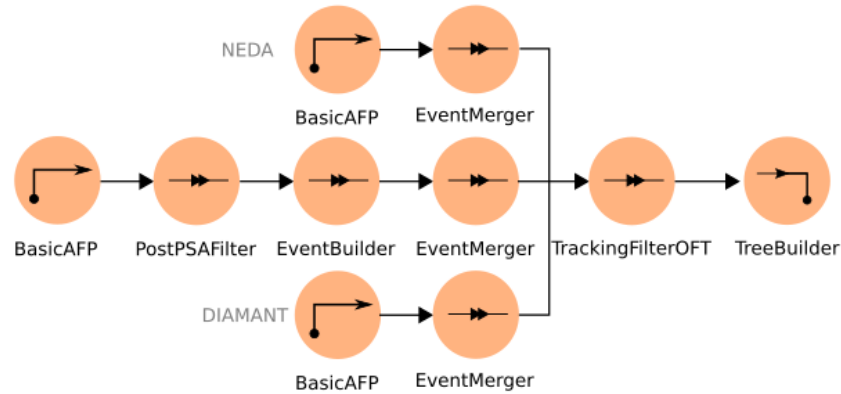 NEDA
BasicAFP
EventMerger
BasicAFP
PostPSAFilter
EventBuilder
EventMerger
TrackingFilterOFT
TreeBuilder
DIAMANT
BasicAFP
EventMerger